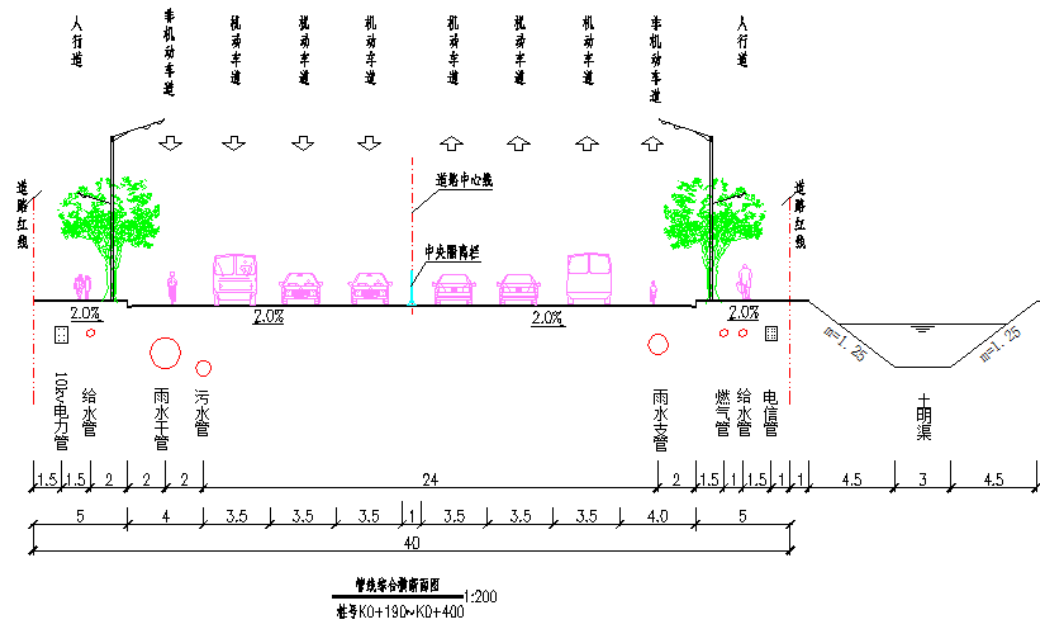 人行道
非机动车道
机动车道
机动车道
机动车道
机动车道
机动车道
机动车道
非机动车道
人行道
道路红线
道路中心线
中央隔离栏
道路红线
2.0%
2.0%
2.0%
2.0%
m=1.25
m=1.25
10kv电力管
给水管
雨水干管
污水管
雨水支管
燃气管
给水管
电信管
土明渠
1.5 1.5 2 2 2 24 2 1.5 1 1.5 1 1 4.5 3 4.5
5 4 3.5 3.5 3.5 1 3.5 3.5 3.5 4.0 5
40
管线综合横断面图
1:200
桩号K0+190~K0+400